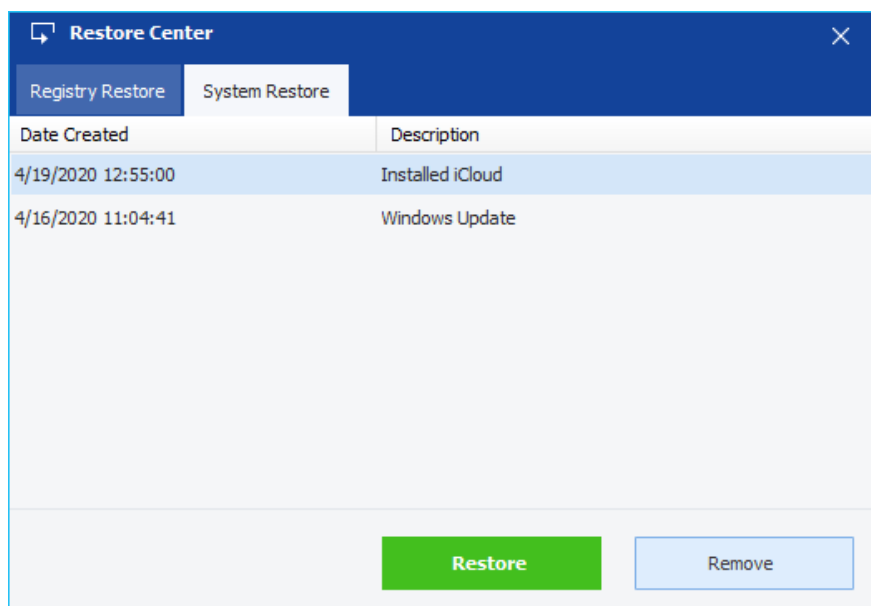 Restore Center
Registry Restore System Restore
Date Created Description
4/19/2020 12:55:00 Installed iCloud
4/16/2020 11:04:41 Windows Update
Restore Remove